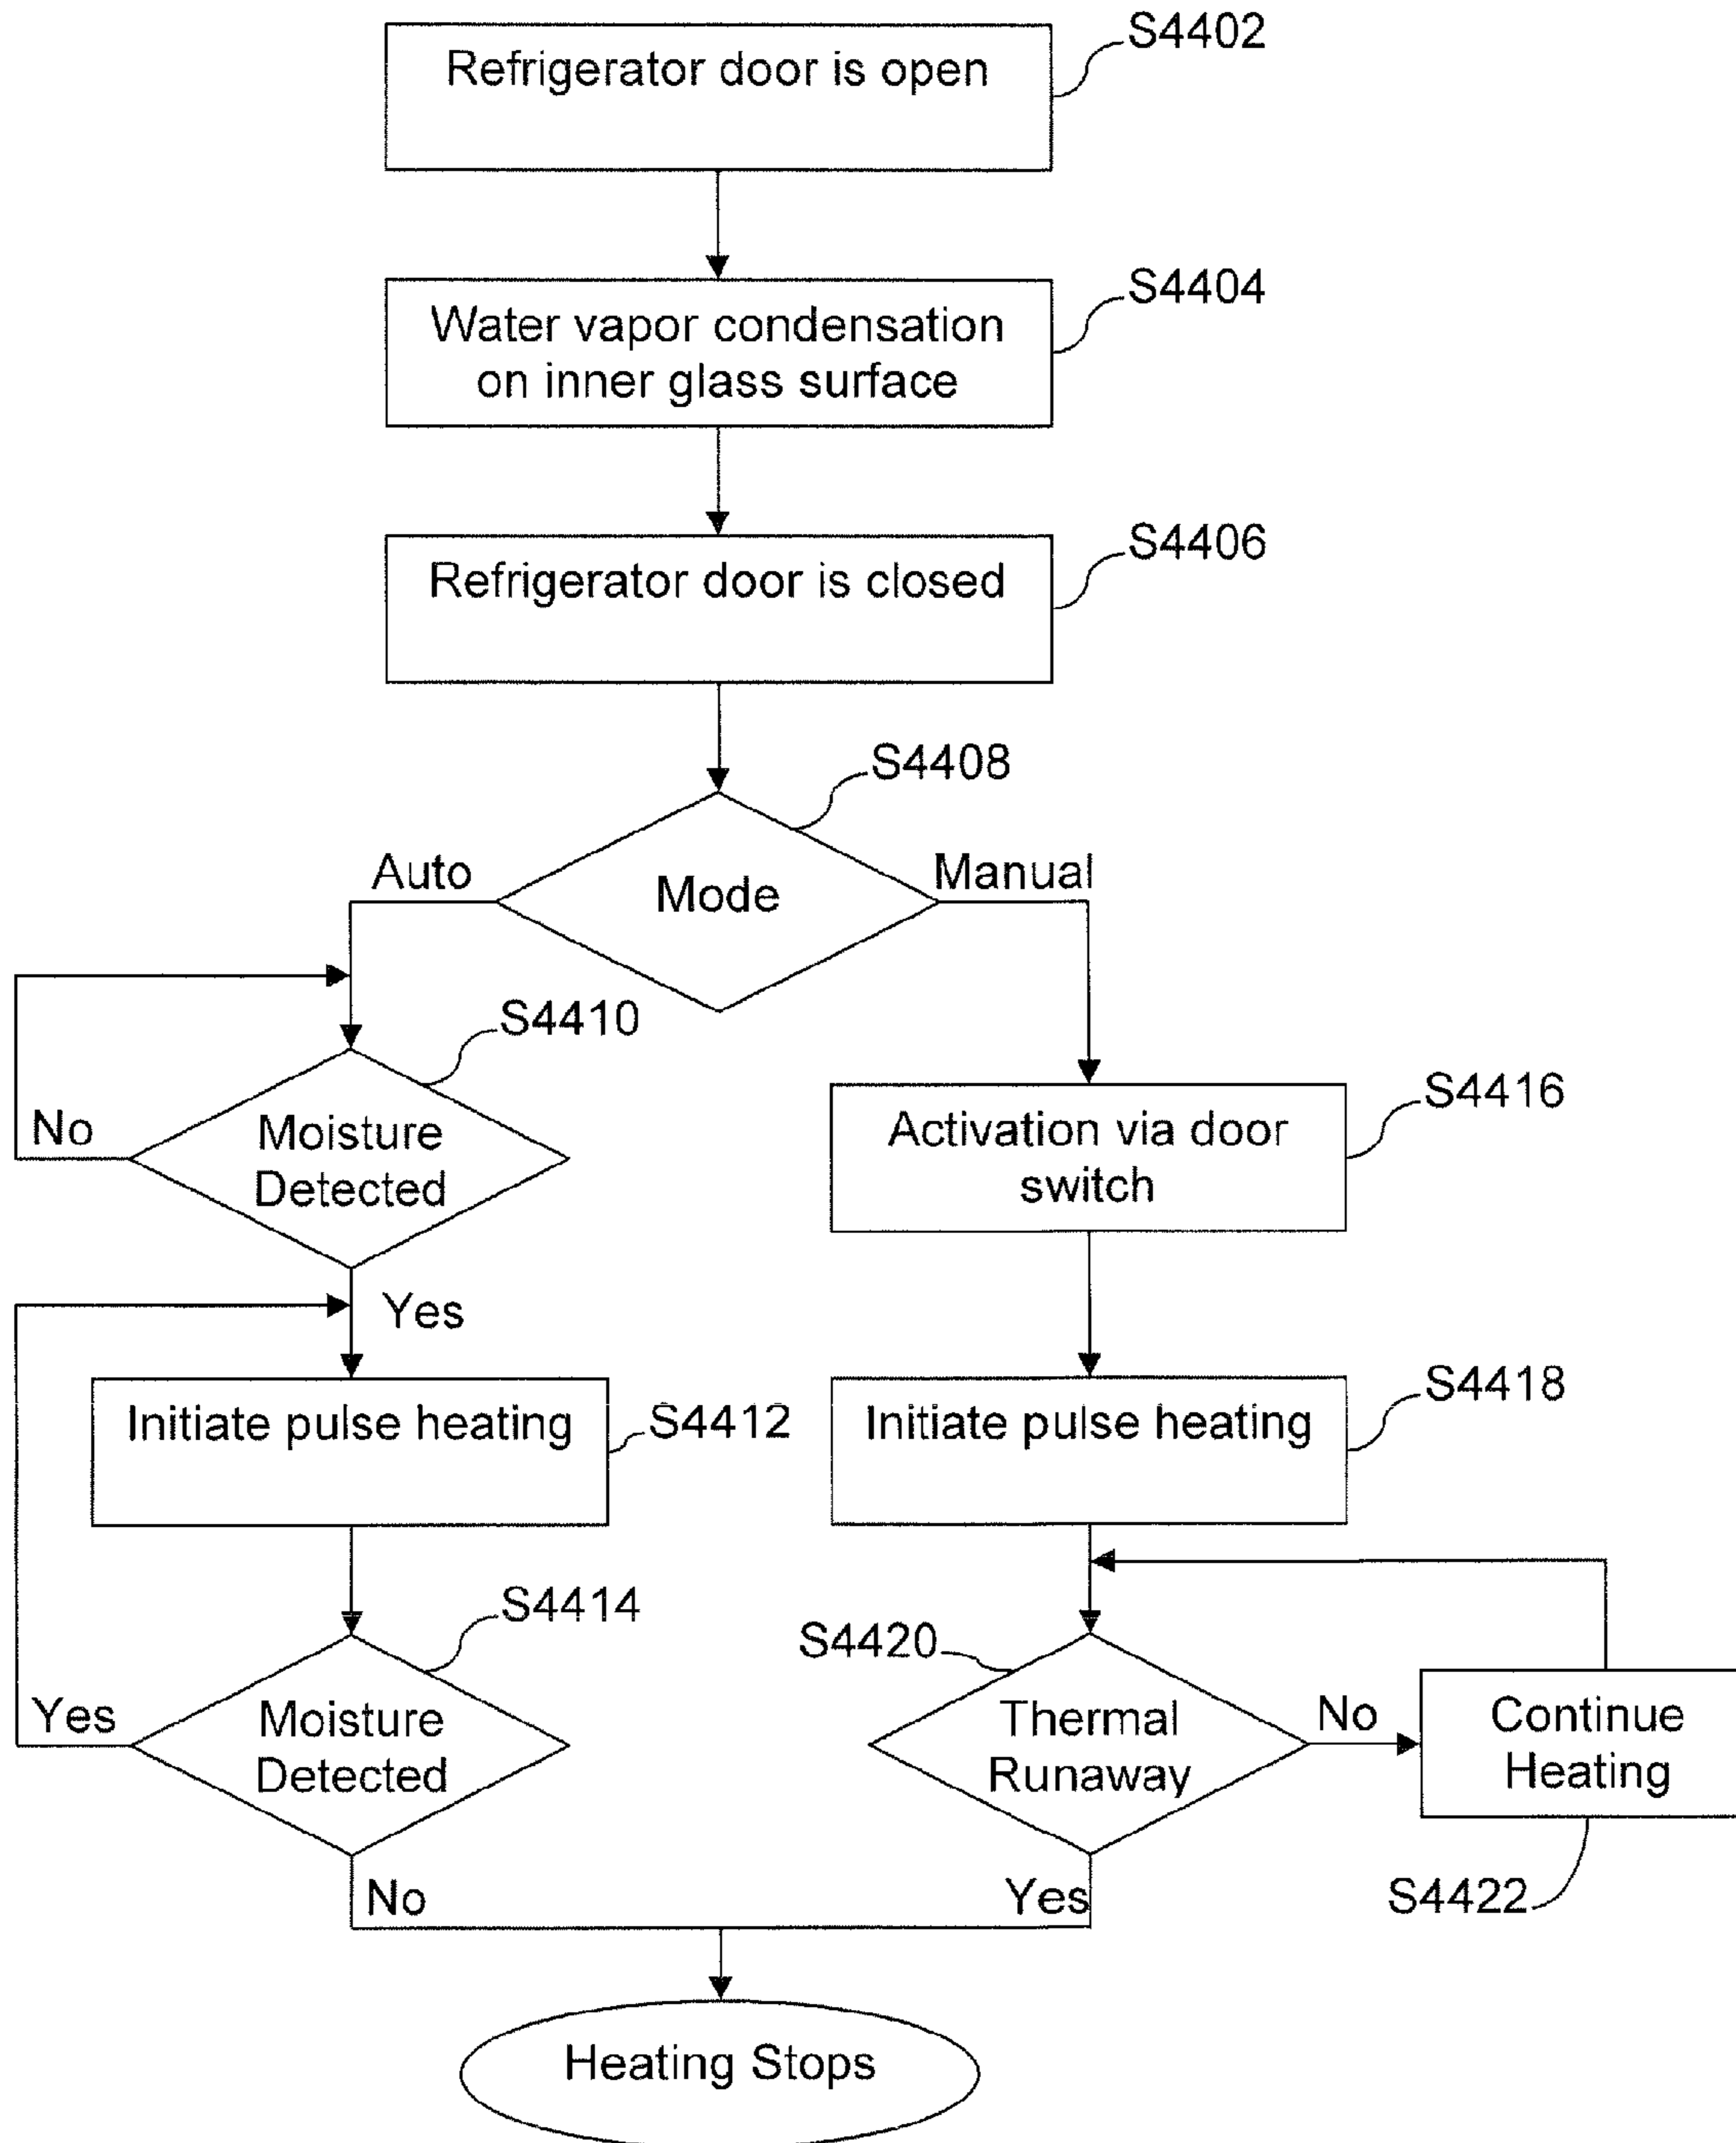 S4402
Refrigerator door is open
S4404
Water vapor condensation
on inner glass surface
S4406
Refrigerator door is closed
S4408
Auto
Mode
Manual
S4410
No
Moisture
Detected
S4416
Activation via door
switch
Yes
Initiate pulse heating
S4412
Initiate pulse heating
S4418
S4414
Yes
Moisture
Detected
S4420
Thermal
Runaway
No
Continue
Heating
S4422
No
Yes
Heating Stops